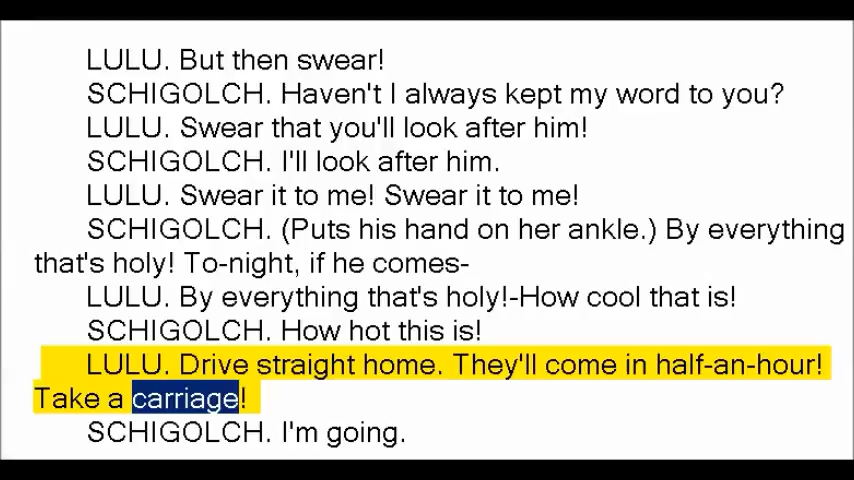 LULU. But then swear!
SCHIGOLCH. Haven't I always kept my word to you?
LULU. Swear that you'll look after him!
SCHIGOLCH. I'll look after him.
LULU. Swear it to me! Swear it to me!
SCHIGOLCH. (Puts his hand on her ankle.) By everything
that's holy! To-night, if he comes-
LULU. By everything that's holy!-How cool that is!
SCHIGOLCH. How hot this is!
LULU. Drive straight home. They'll come in half-an-hour!
Take a carriage!
SCHIGOLCH. I'm going.